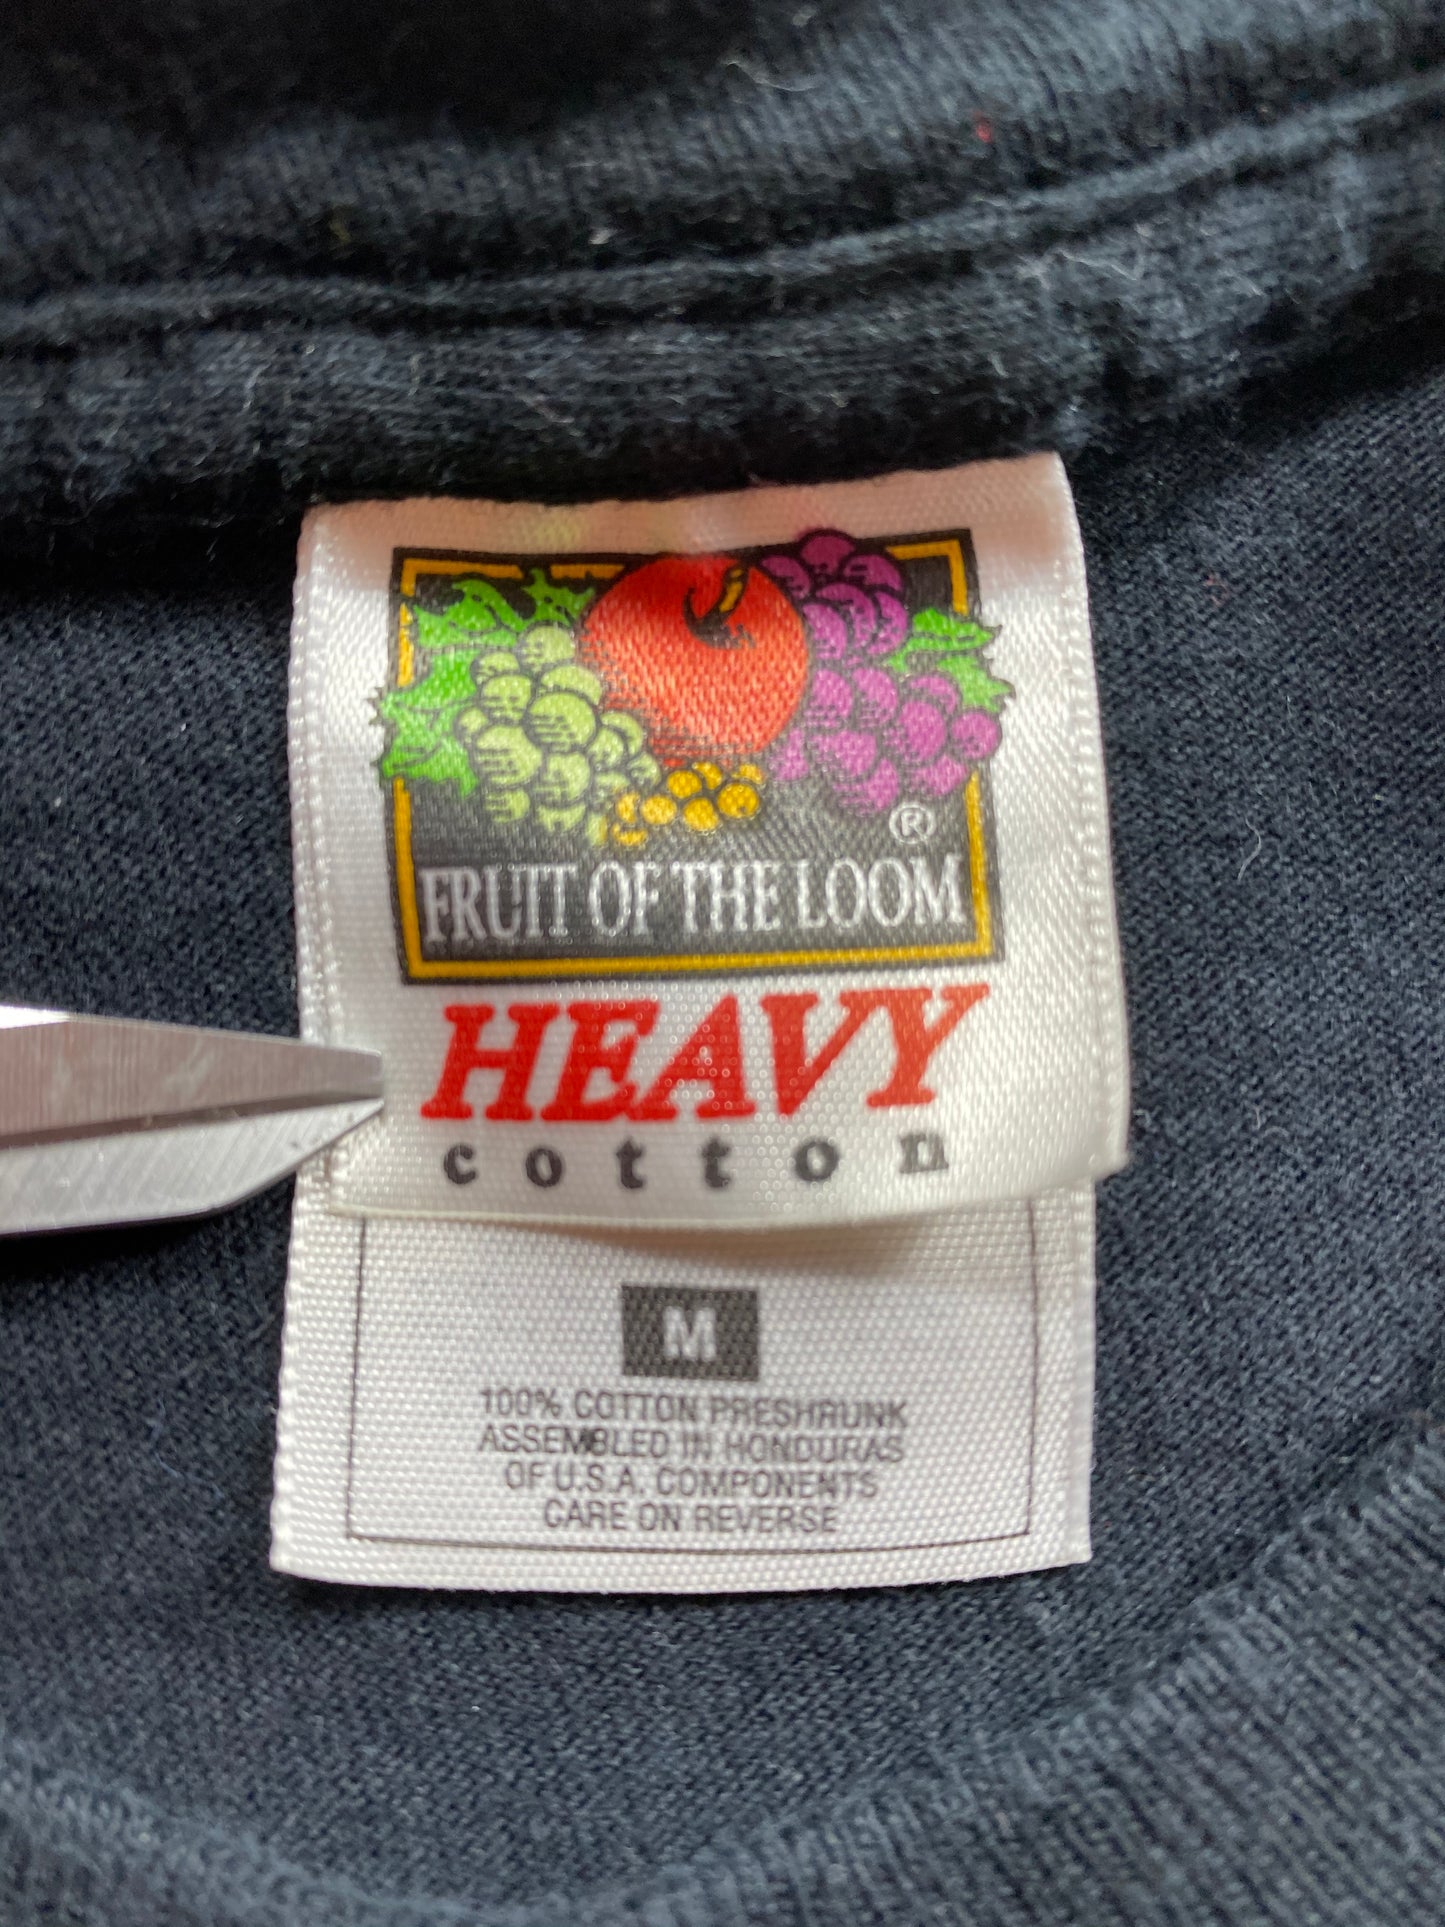 ®
FRUIT OF THE LOOM
HEAVY
cotton
M
100% COTTON PRESHRUNK
ASSEMBLED IN HONDURAS
OF U.S.A. COMPONENTS
CARE ON REVERSE